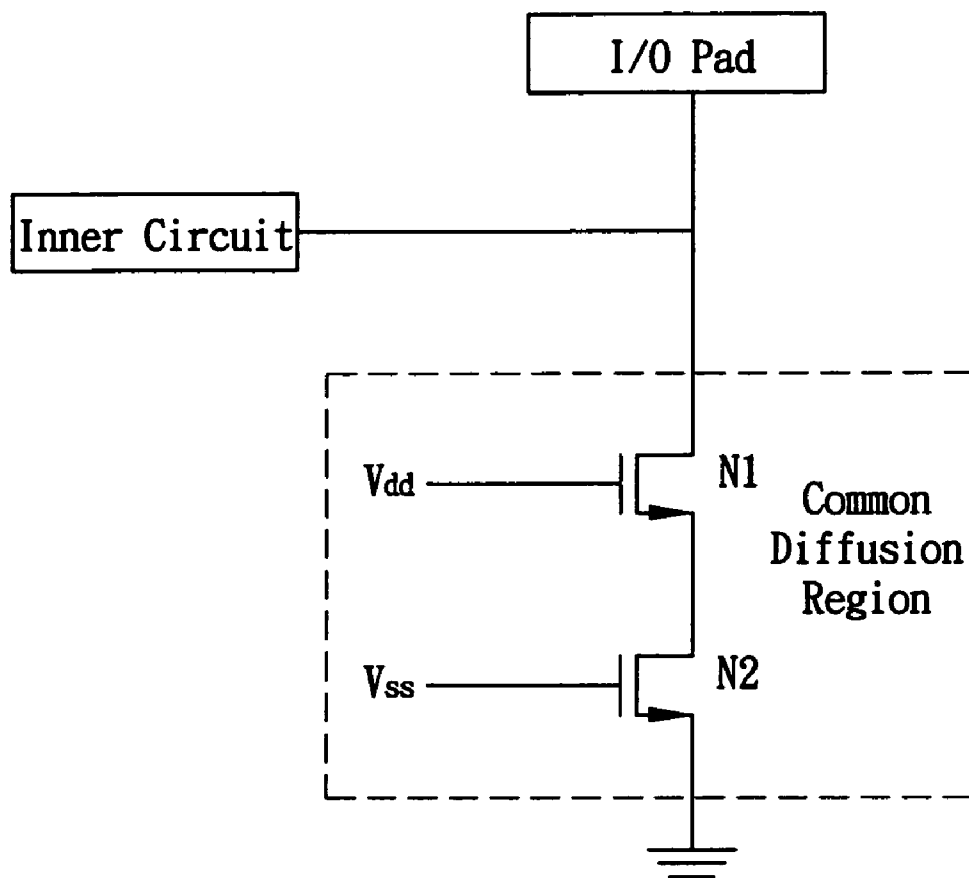 I/O Pad
Inner Circuit
Vdd
N1
Common
Diffusion
Region
Vss
N2